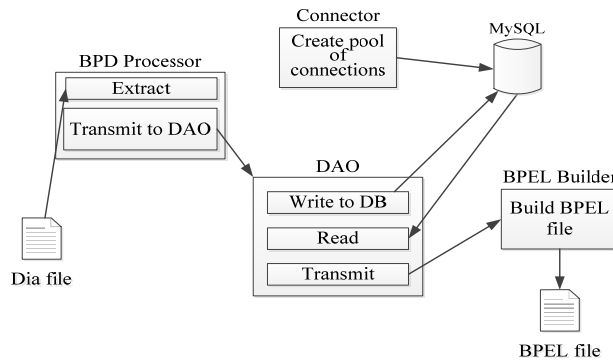 Connector
Create pool
of
connections
MySQL
BPD Processor
Extract
Transmit to DAO
DAO
Write to DB
Read
Transmit
BPEL Builder
Build BPEL
file
Dia file
BPEL file